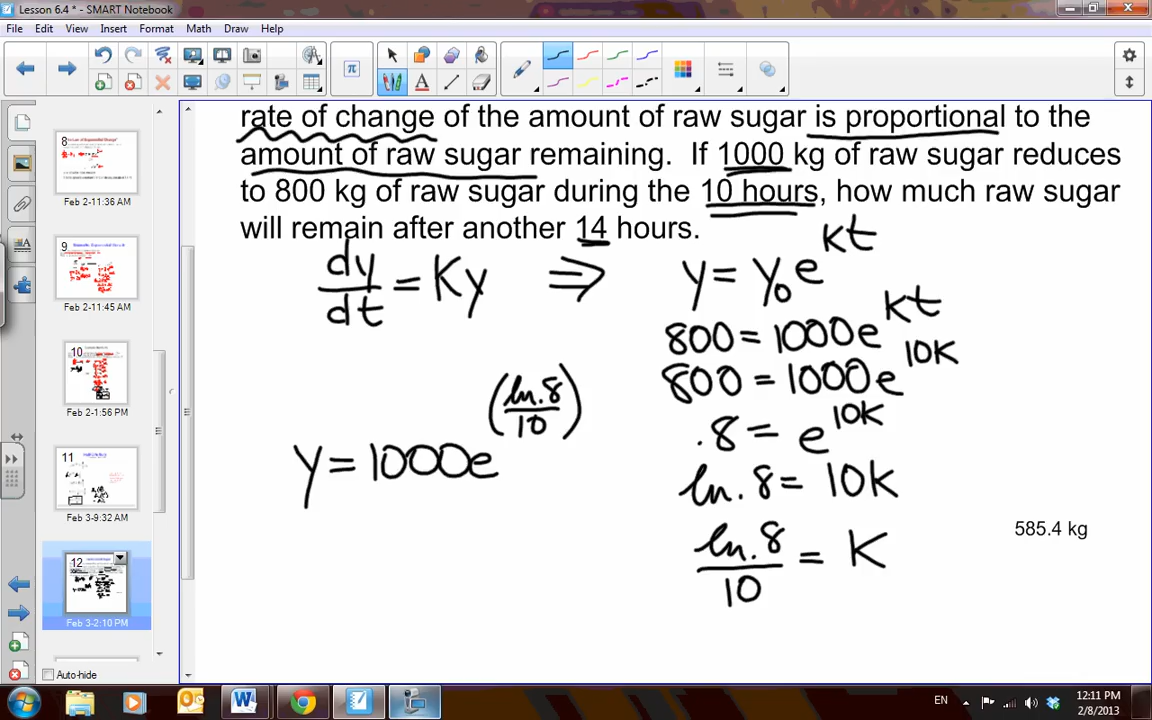 Lesson 6.4 * - SMART Notebook
File Edit View Insert Format Math Draw Help
8
Feb 2-11:36 AM
9
Feb 2-11:45 AM
10
Feb 2-1:56 PM
11
Feb 3-9:32 AM
12
Feb 3-2:10 PM
Auto-hide
rate of change of the amount of raw sugar is proportional to the
amount of raw sugar remaining. If 1000 kg of raw sugar reduces
to 800 kg of raw sugar during the 10 hours, how much raw sugar
will remain after another 14 hours.
dy/dt = Ky ⇒ y = y₀e^kt
800 = 1000e^kt
800 = 1000e^10K
.8 = e^10K
ln .8 = 10K
ln .8/10 = K
y = 1000e^(ln .8/10)
585.4 kg
EN
12:11 PM
2/8/2013